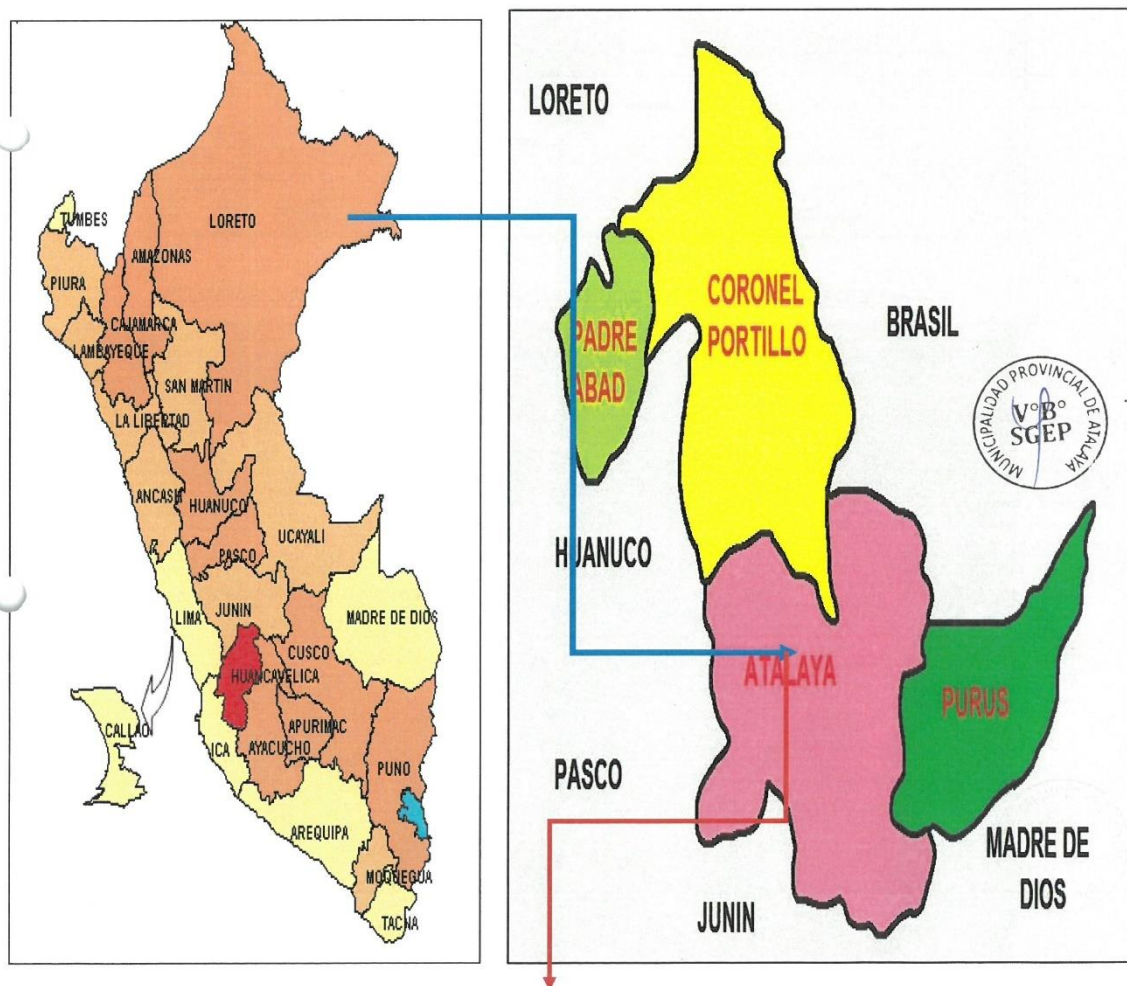 TUMBES
LORETO
AMAZONAS
PIURA
CAJAMARCA
LAMBAYEQUE
SAN MARTIN
LA LIBERTAD
ANCASH
HUANUCO
UCAYALI
PASCO
LIMA
JUNIN
MADRE DE DIOS
CUSCO
HUANCAVELICA
CALLAO
APURIMAC
ICA
AYACUCHO
PUNO
AREQUIPA
MOQUEGUA
TACNA
LORETO
CORONEL
PORTILLO
BRASIL
PADRE
ABAD
MUNICIPALIDAD PROVINCIAL DE ATALAYA
V°B°
SGEP
HUANUCO
ATALAYA
PURUS
PASCO
MADRE DE
DIOS
JUNIN